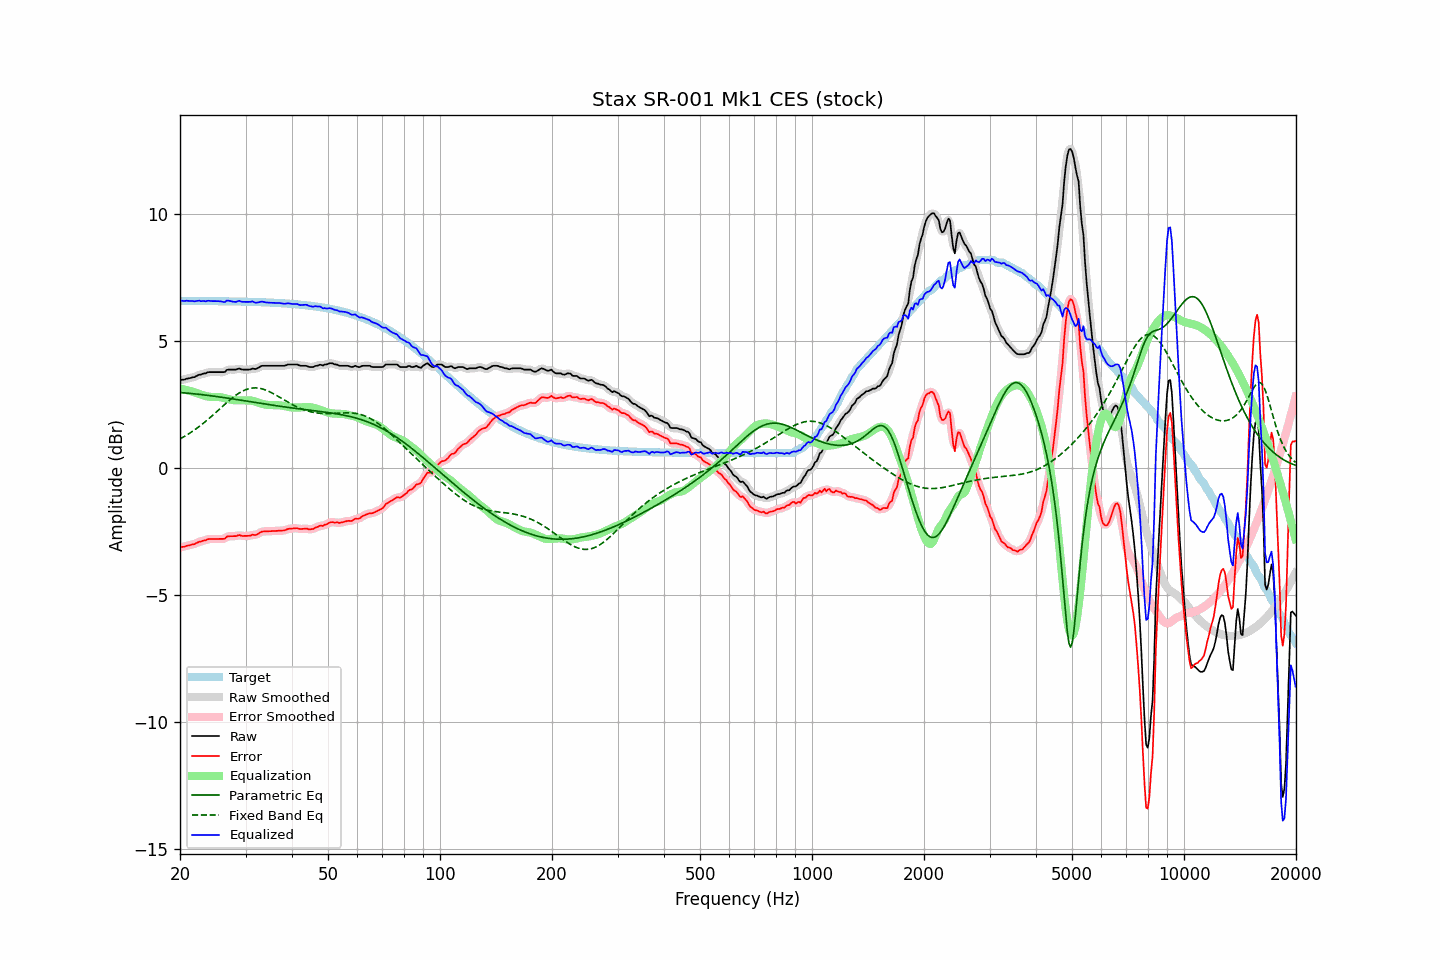 Stax SR-001 Mk1 CES (stock)
Amplitude (dBr)
10
5
0
−5
−10
−15
Target
Raw Smoothed
Error Smoothed
Raw
Error
Equalization
Parametric Eq
Fixed Band Eq
Equalized
20 50 100 200 500 1000 2000 5000 10000 20000
Frequency (Hz)